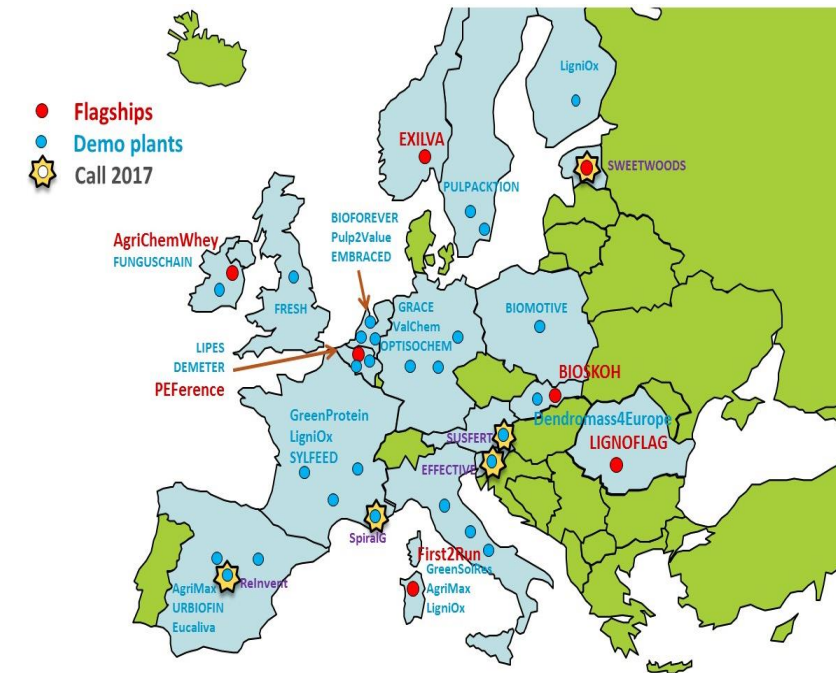 Flagships
Demo plants
Call 2017
LigniOx
EXILVA
SWEETWOODS
PULPACKTION
BIOFOREVER
Pulp2Value
EMBRACED
AgriChemWhey
FUNGUSCHAIN
FRESH
GRACE
ValChem
OPTISOCHEM
BIOMOTIVE
LIPES
DEMETER
PEFerence
BIOSKOH
Dendromass4Europe
LIGNOFLAG
GreenProtein
LigniOx
SYLFEED
SUSFERT
EFFECTIVE
SpiralG
First2Run
GreenSolRes
AgriMax
LigniOx
ReInvent
AgriMax
URBIOFIN
Eucaliva